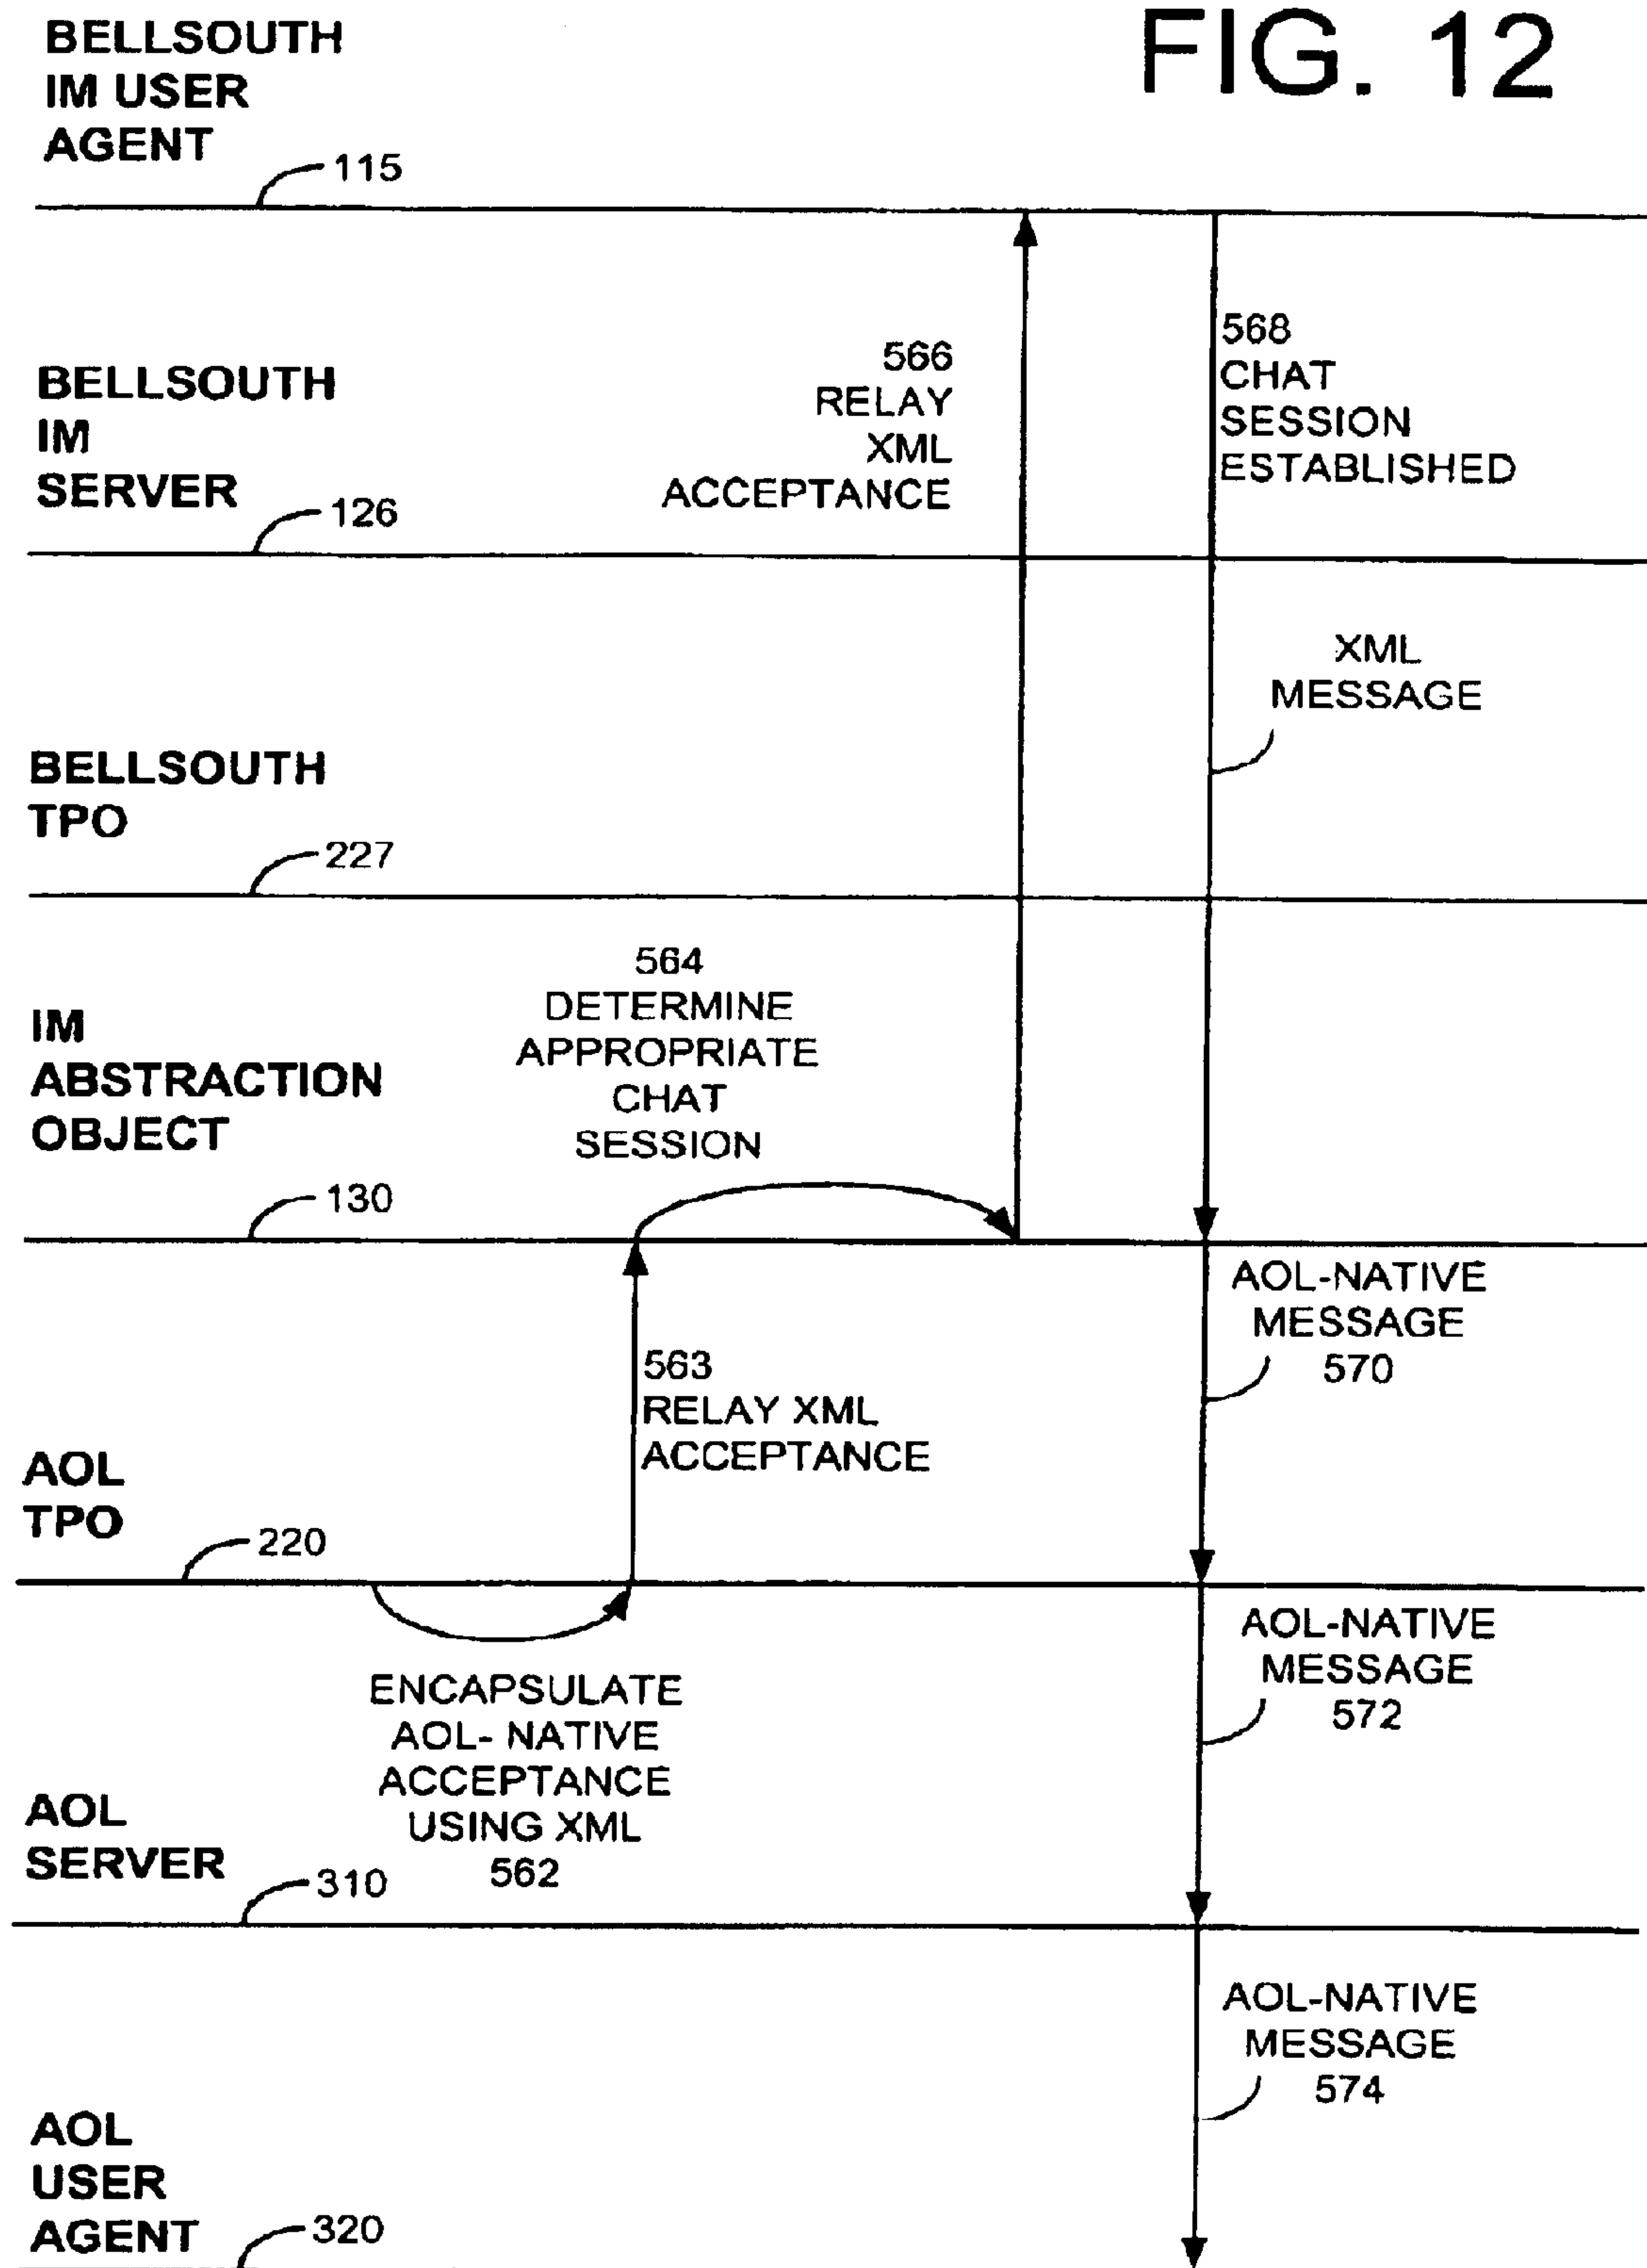 FIG. 12
BELLSOUTH
IM USER
AGENT
115
566
RELAY
XML
ACCEPTANCE
568
CHAT
SESSION
ESTABLISHED
BELLSOUTH
IM
SERVER
126
XML
MESSAGE
BELLSOUTH
TPO
227
564
DETERMINE
APPROPRIATE
CHAT
SESSION
IM
ABSTRACTION
OBJECT
130
AOL-NATIVE
MESSAGE
570
563
RELAY XML
ACCEPTANCE
AOL
TPO
220
AOL-NATIVE
MESSAGE
572
ENCAPSULATE
AOL- NATIVE
ACCEPTANCE
USING XML
562
AOL
SERVER
310
AOL-NATIVE
MESSAGE
574
AOL
USER
AGENT
320